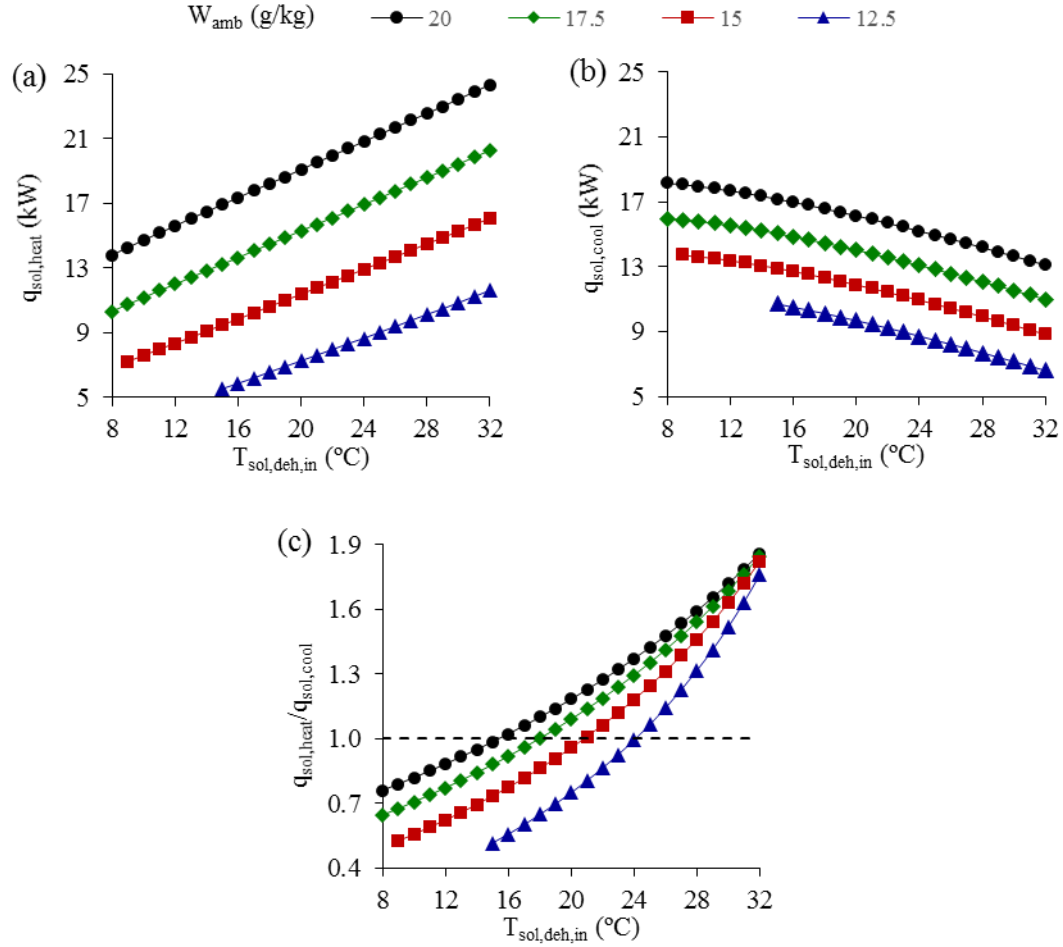 W_amb (g/kg) 20 17.5 15 12.5
(a) (b)
25 25
21 21
17 17
13 13
9 9
5 5
q_sol,heat (kW) q_sol,cool (kW)
8 12 16 20 24 28 32 8 12 16 20 24 28 32
T_sol,deh,in (ºC) T_sol,deh,in (ºC)
(c)
1.9
1.6
1.3
1.0
0.7
0.4
q_sol,heat/q_sol,cool
8 12 16 20 24 28 32
T_sol,deh,in (ºC)